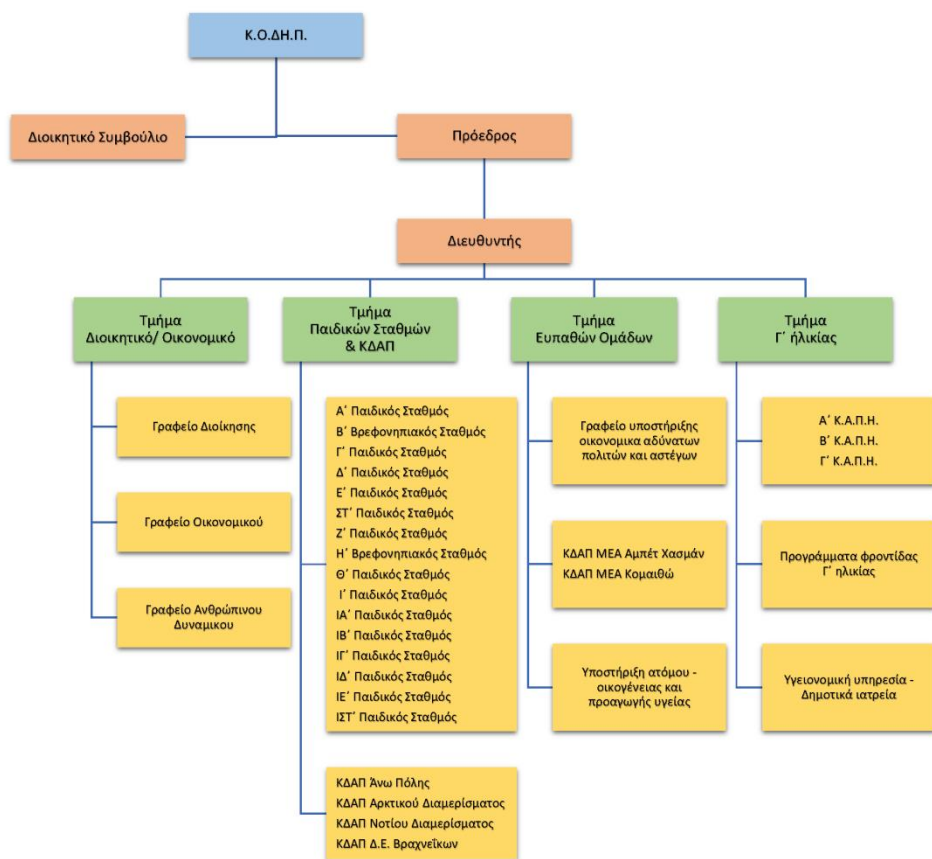 Κ.Ο.ΔΗ.Π.
Διοικητικό Συμβούλιο
Πρόεδρος
Διευθυντής
Τμήμα
Διοικητικό/ Οικονομικό
Γραφείο Διοίκησης
Γραφείο Οικονομικού
Γραφείο Ανθρώπινου
Δυναμικου
Τμήμα
Παιδικών Σταθμών
& ΚΔΑΠ
Α΄ Παιδικός Σταθμός
Β΄ Βρεφονηπιακός Σταθμός
Γ΄ Παιδικός Σταθμός
Δ΄ Παιδικός Σταθμός
Ε΄ Παιδικός Σταθμός
ΣΤ΄ Παιδικός Σταθμός
Ζ΄ Παιδικός Σταθμός
Η΄ Βρεφονηπιακός Σταθμός
Θ΄ Παιδικός Σταθμός
Ι΄ Παιδικός Σταθμός
ΙΑ΄ Παιδικός Σταθμός
ΙΒ΄ Παιδικός Σταθμός
ΙΓ΄ Παιδικός Σταθμός
ΙΔ΄ Παιδικός Σταθμός
ΙΕ΄ Παιδικός Σταθμός
ΙΣΤ΄ Παιδικός Σταθμός
ΚΔΑΠ Άνω Πόλης
ΚΔΑΠ Αρκτικού Διαμερίσματος
ΚΔΑΠ Νοτίου Διαμερίσματος
ΚΔΑΠ Δ.Ε. Βραχνεΐκων
Τμήμα
Ευπαθών Ομάδων
Γραφείο υποστήριξης
οικονομικα αδύνατων
πολιτών και αστέγων
ΚΔΑΠ ΜΕΑ Αμπέτ Χασμάν
ΚΔΑΠ ΜΕΑ Κομαιθώ
Υποστήριξη ατόμου -
οικογένειας και
προαγωγής υγείας
Τμήμα
Γ΄ ήλικίας
Α΄ Κ.Α.Π.Η.
Β΄ Κ.Α.Π.Η.
Γ΄ Κ.Α.Π.Η.
Προγράμματα φροντίδας
Γ΄ ηλικίας
Υγειονομική υπηρεσία -
Δημοτικά ιατρεία